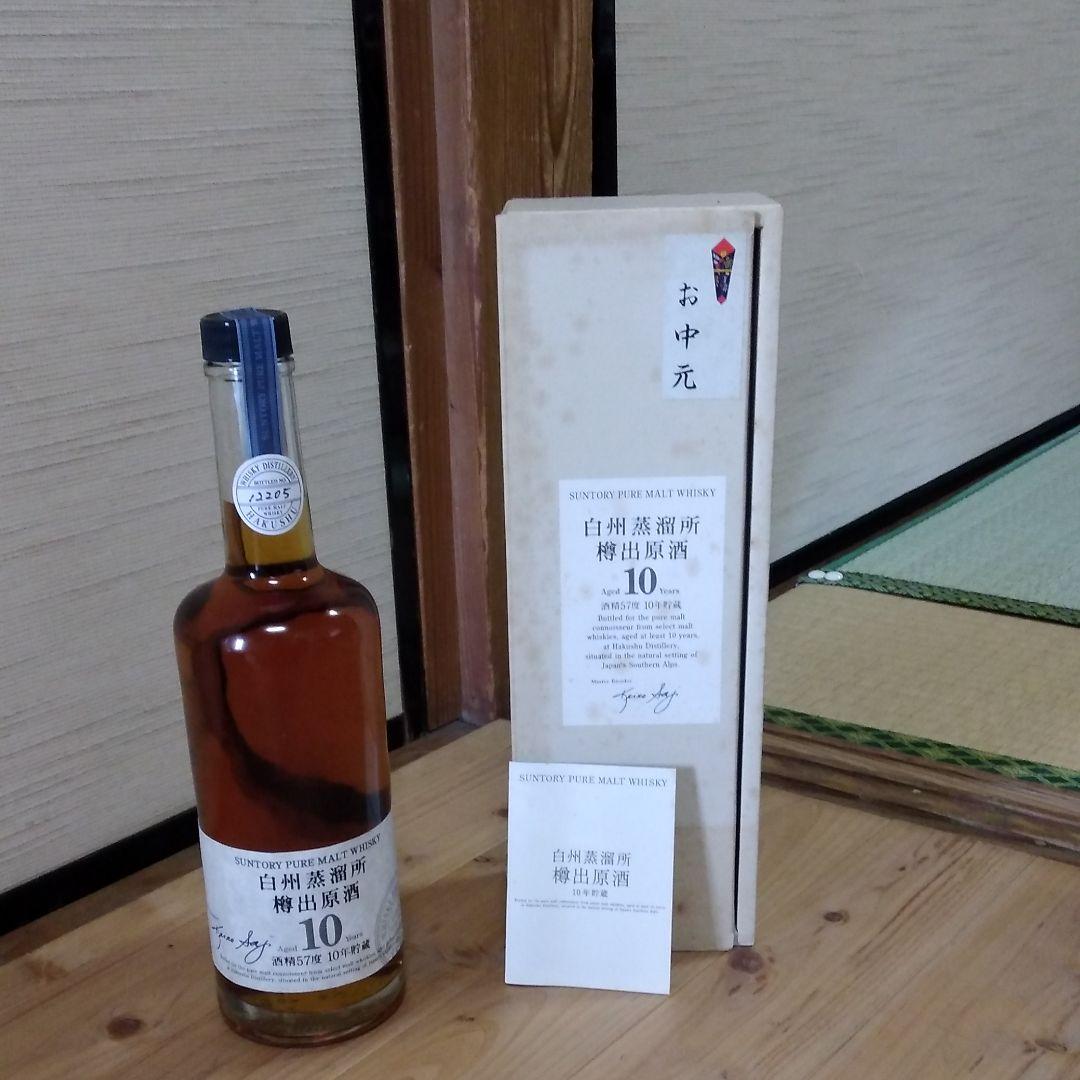 SUNTORY PURE MALT
WHISKY DISTILLERY
BOTTLED NO.
12205
PURE MALT
WHISKY
HAKUSHU
SUNTORY PURE MALT WHISKY
白州蒸溜所
樽出原酒
Aged 10 Years
酒精57度 10年貯蔵
お中元
SUNTORY PURE MALT WHISKY
白州蒸溜所
樽出原酒
Aged 10 Years
酒精57度 10年貯蔵
Bottled for the pure malt
connoisseur from select malt
whiskies, aged at least 10 years,
at Hakushu Distillery,
situated in the natural setting of
Japan's Southern Alps.
Master Blender
SUNTORY PURE MALT WHISKY
白州蒸溜所
樽出原酒
10年貯蔵